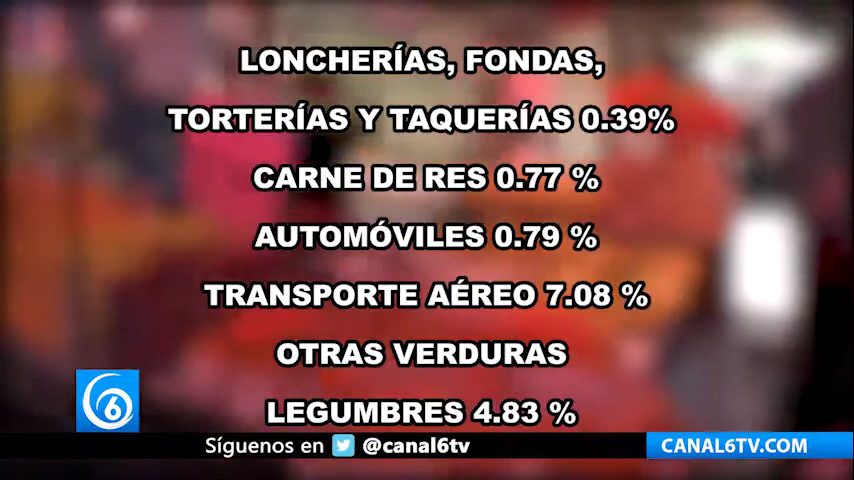 LONCHERÍAS, FONDAS,
TORTERÍAS Y TAQUERÍAS 0.39%
CARNE DE RES 0.77 %
AUTOMÓVILES 0.79 %
TRANSPORTE AÉREO 7.08 %
OTRAS VERDURAS
LEGUMBRES 4.83 %
6
Síguenos en @canal6tv
CANAL6TV.COM